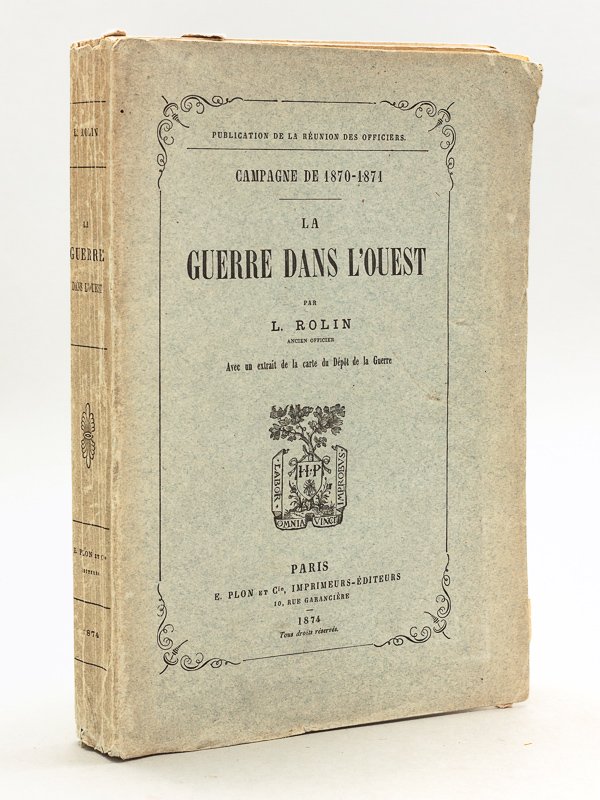 L. ROLIN
LA
GUERRE
DANS L'OUEST
E. PLON ET Cie
1874
PUBLICATION DE LA RÉUNION DES OFFICIERS.
CAMPAGNE DE 1870-1871
LA
GUERRE DANS L'OUEST
PAR
L. ROLIN
ANCIEN OFFICIER
Avec un extrait de la carte du Dépôt de la Guerre
H·P
LABOR
IMPROBVS
OMNIA VINCIT
PARIS
E. PLON ET Cie, IMPRIMEURS-ÉDITEURS
10, RUE GARANCIÈRE
1874
Tous droits réservés.